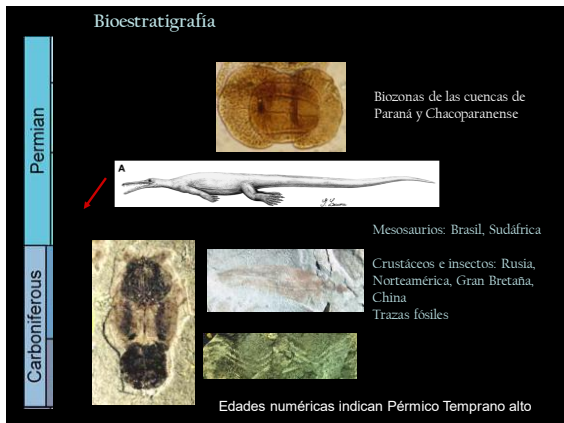 Bioestratigrafía
Permian
Biozonas de las cuencas de
Paraná y Chacoparanense
A
Mesosaurios: Brasil, Sudáfrica
Crustáceos e insectos: Rusia,
Norteamérica, Gran Bretaña,
China
Trazas fósiles
Carboniferous
Edades numéricas indican Pérmico Temprano alto